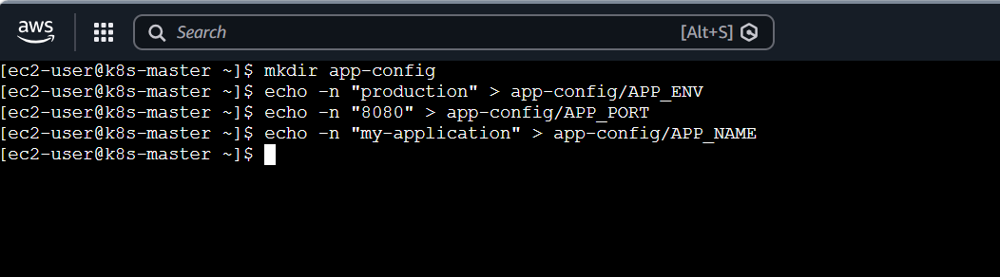 aws
Search
[Alt+S]
[ec2-user@k8s-master ~]$ mkdir app-config
[ec2-user@k8s-master ~]$ echo -n "production" > app-config/APP_ENV
[ec2-user@k8s-master ~]$ echo -n "8080" > app-config/APP_PORT
[ec2-user@k8s-master ~]$ echo -n "my-application" > app-config/APP_NAME
[ec2-user@k8s-master ~]$